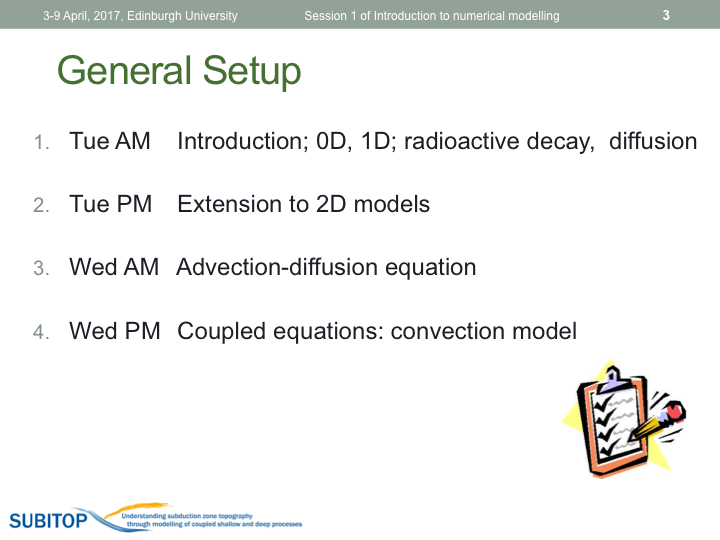 3-9 April, 2017, Edinburgh University Session 1 of Introduction to numerical modelling 3
General Setup
1. Tue AM Introduction; 0D, 1D; radioactive decay, diffusion
2. Tue PM Extension to 2D models
3. Wed AM Advection-diffusion equation
4. Wed PM Coupled equations: convection model
SUBITOP Understanding subduction zone topography
through modelling of coupled shallow and deep processes